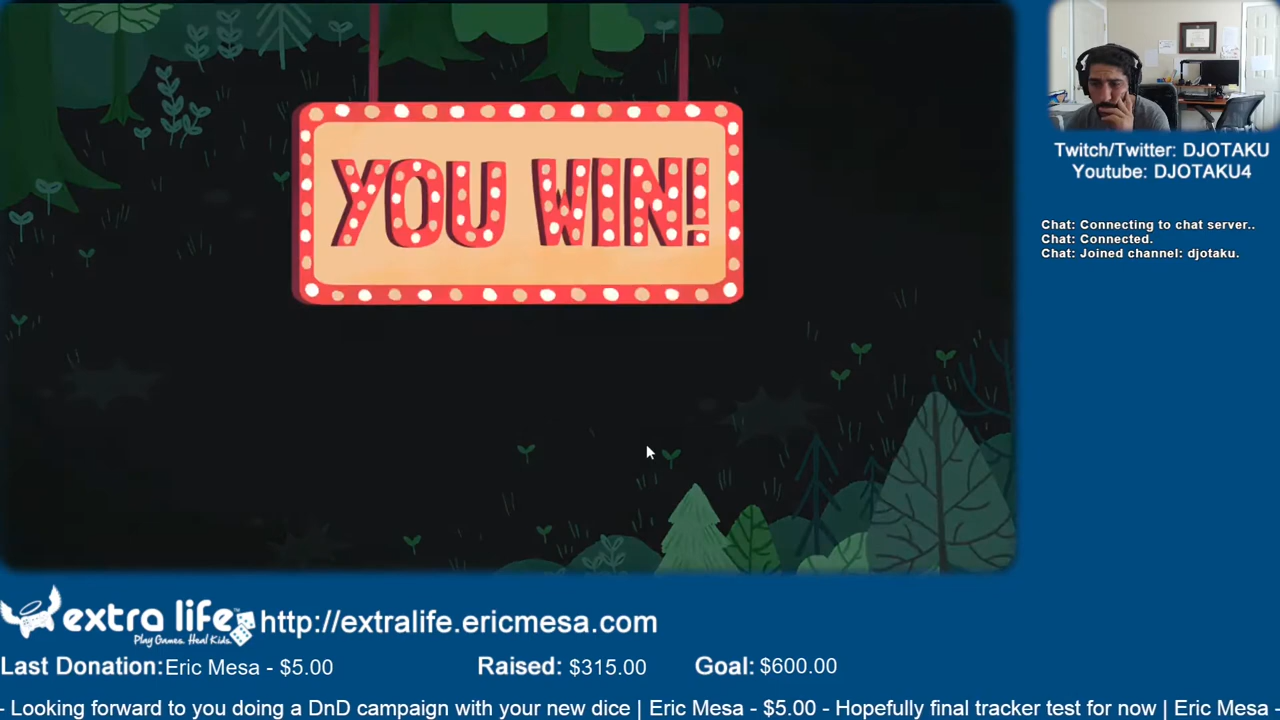 YOU WIN!
Twitch/Twitter: DJOTAKU
Youtube: DJOTAKU4
Chat: Connecting to chat server..
Chat: Connected.
Chat: Joined channel: djotaku.
extra life
Play Games. Heal Kids.
http://extralife.ericmesa.com
Last Donation: Eric Mesa - $5.00 Raised: $315.00 Goal: $600.00
- Looking forward to you doing a DnD campaign with your new dice | Eric Mesa - $5.00 - Hopefully final tracker test for now | Eric Mesa -